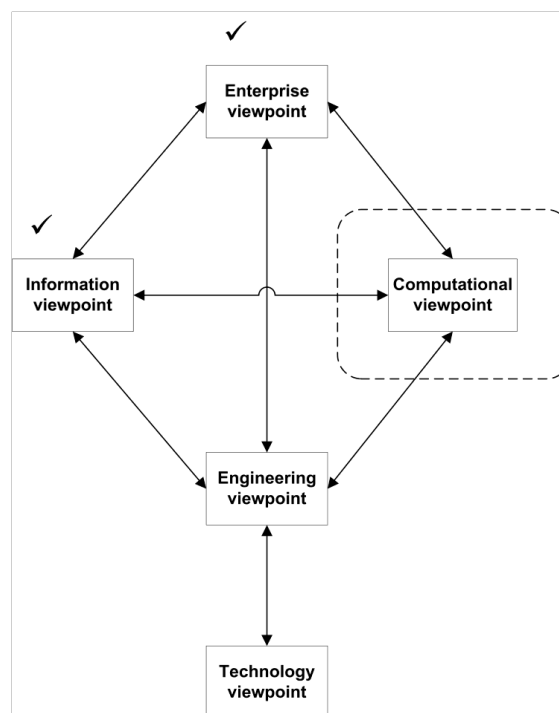 Enterprise
viewpoint
Information
viewpoint
Computational
viewpoint
Engineering
viewpoint
Technology
viewpoint